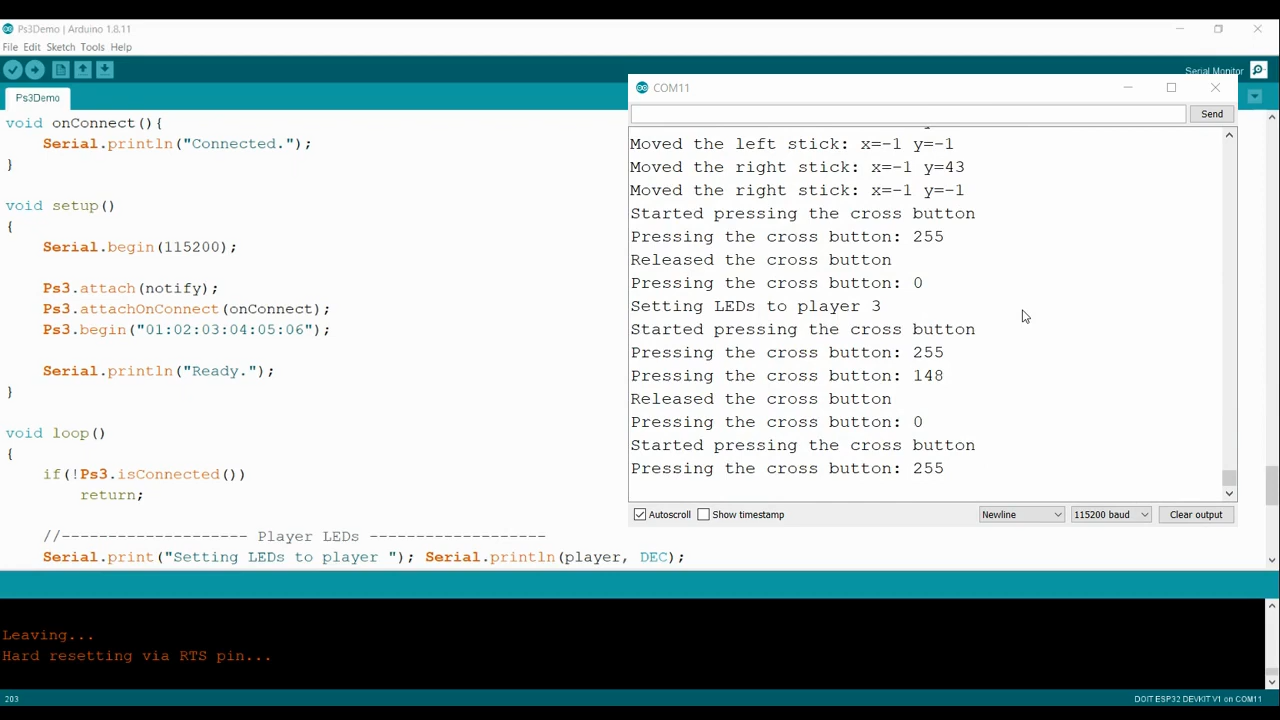 Ps3Demo | Arduino 1.8.11
File Edit Sketch Tools Help
Serial Monitor
Ps3Demo
void onConnect(){
Serial.println("Connected.");
}
void setup()
{
Serial.begin(115200);
Ps3.attach(notify);
Ps3.attachOnConnect(onConnect);
Ps3.begin("01:02:03:04:05:06");
Serial.println("Ready.");
}
void loop()
{
if(!Ps3.isConnected())
return;
//-------------------- Player LEDs -------------------
Serial.print("Setting LEDs to player "); Serial.println(player, DEC);
COM11
Send
Moved the left stick: x=-1 y=-1
Moved the right stick: x=-1 y=43
Moved the right stick: x=-1 y=-1
Started pressing the cross button
Pressing the cross button: 255
Released the cross button
Pressing the cross button: 0
Setting LEDs to player 3
Started pressing the cross button
Pressing the cross button: 255
Pressing the cross button: 148
Released the cross button
Pressing the cross button: 0
Started pressing the cross button
Pressing the cross button: 255
Autoscroll Show timestamp Newline 115200 baud Clear output
Leaving...
Hard resetting via RTS pin...
203 DOIT ESP32 DEVKIT V1 on COM11